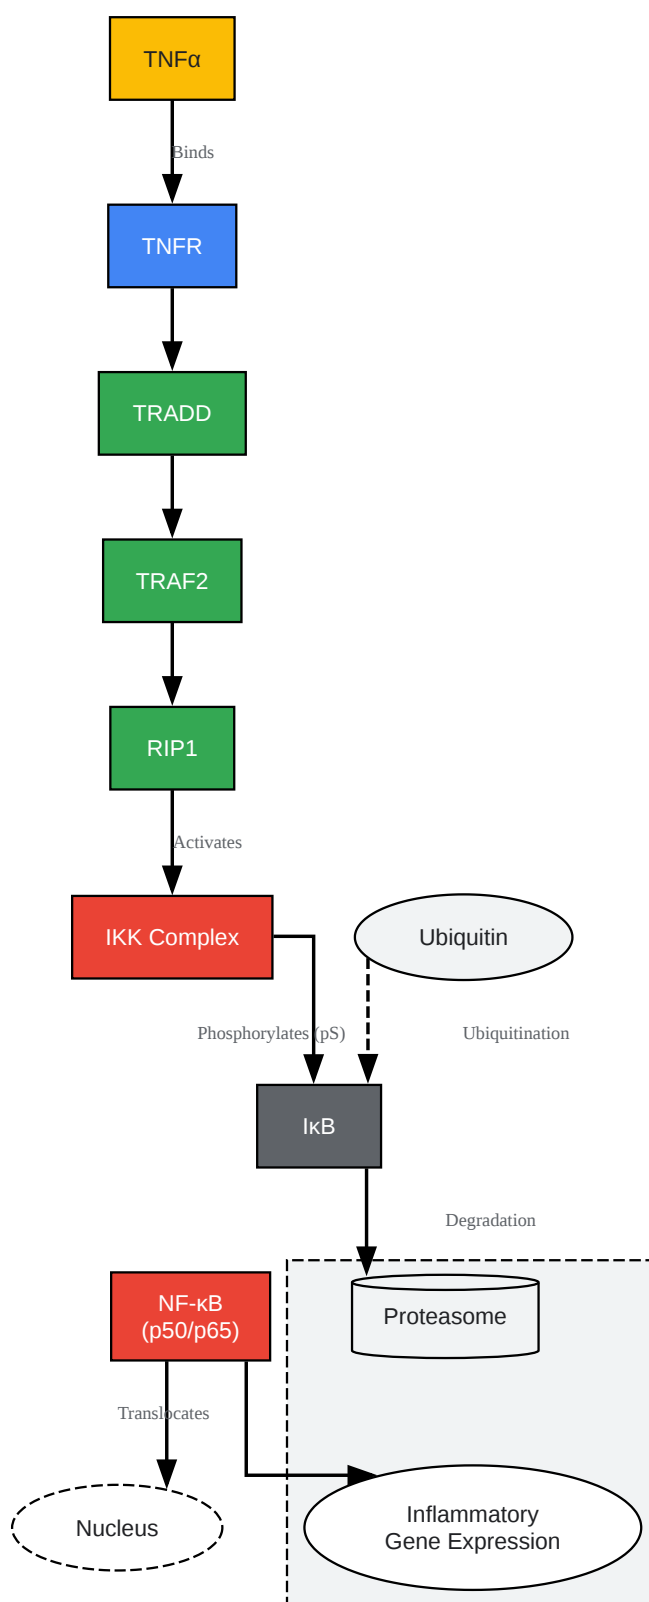 TNFα
Binds
TNFR
TRADD
TRAF2
RIP1
Activates
IKK Complex
Ubiquitin
Phosphorylates (pS)
Ubiquitination
IκB
Degradation
NF-κB
(p50/p65)
Proteasome
Translocates
Nucleus
Inflammatory
Gene Expression